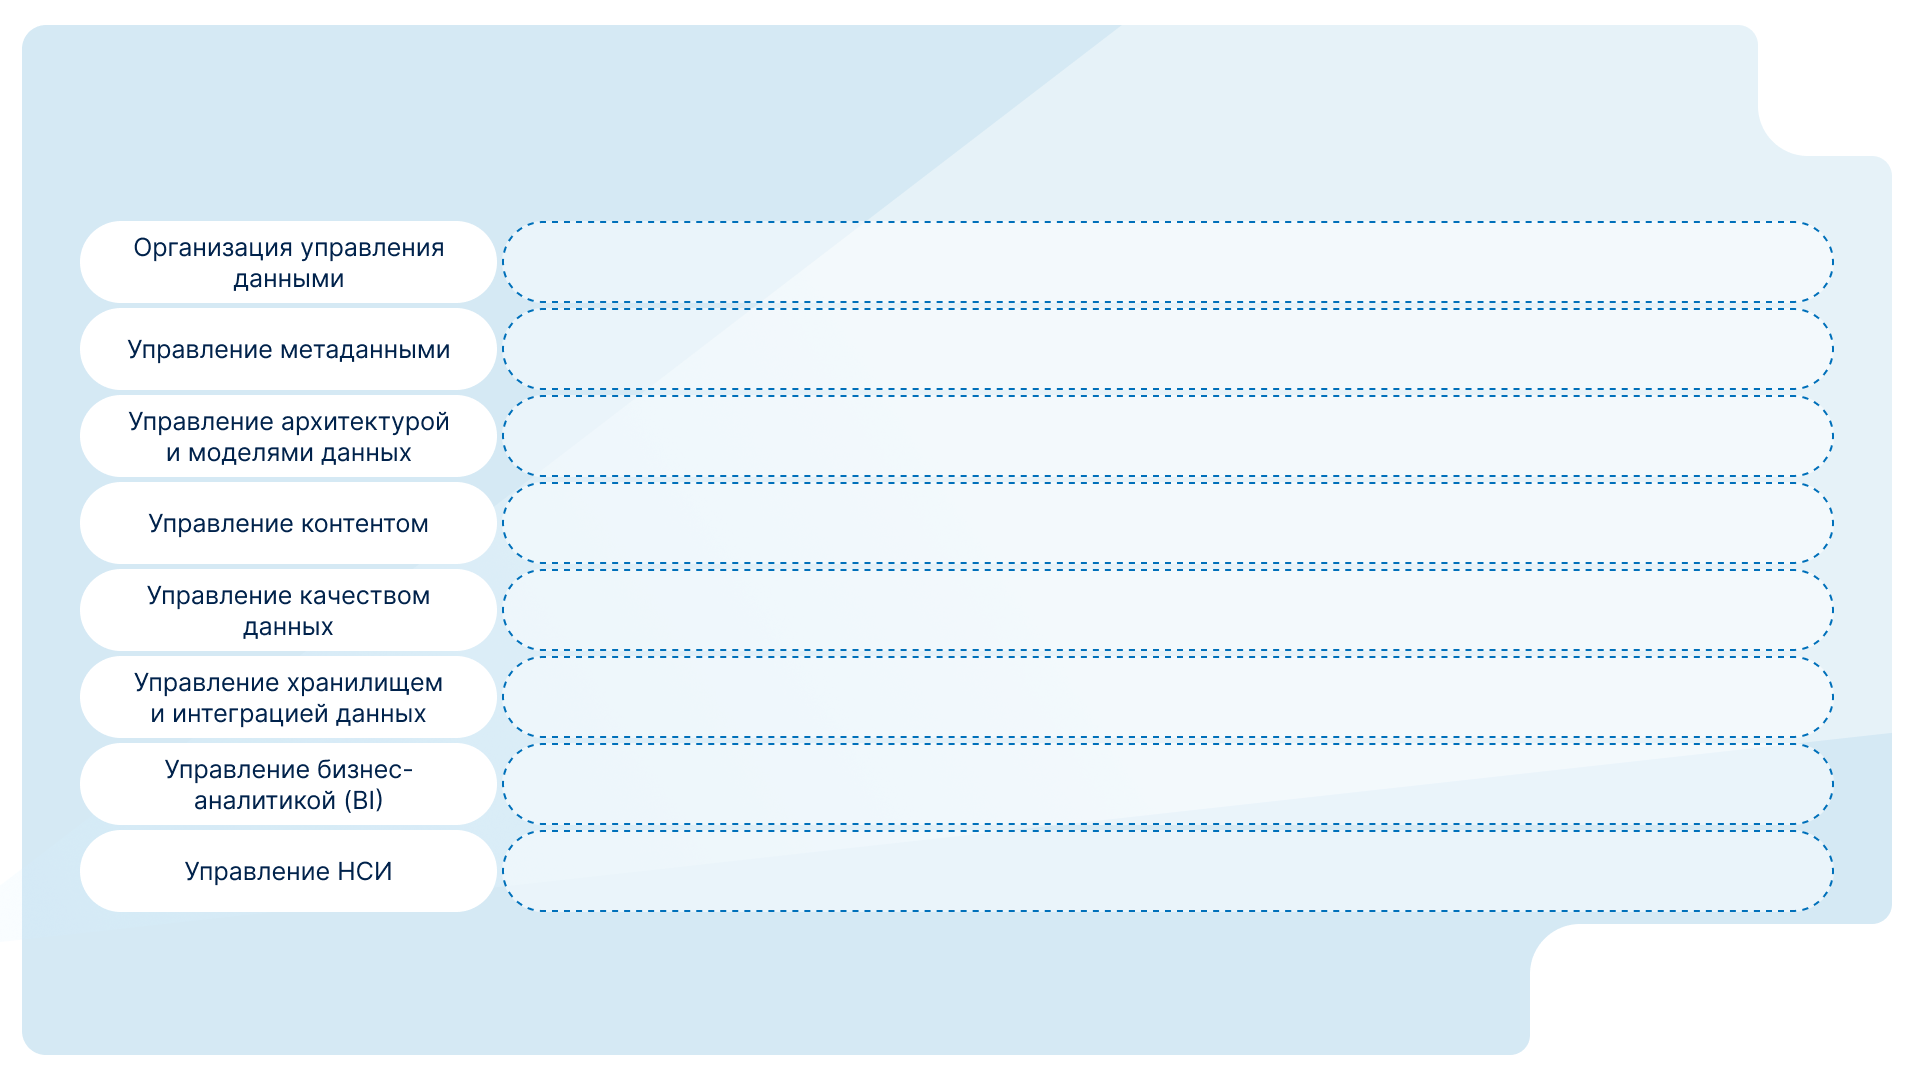 Организация управления
данными
Управление метаданными
Управление архитектурой
и моделями данных
Управление контентом
Управление качеством
данных
Управление хранилищем
и интеграцией данных
Управление бизнес-
аналитикой (BI)
Управление НСИ